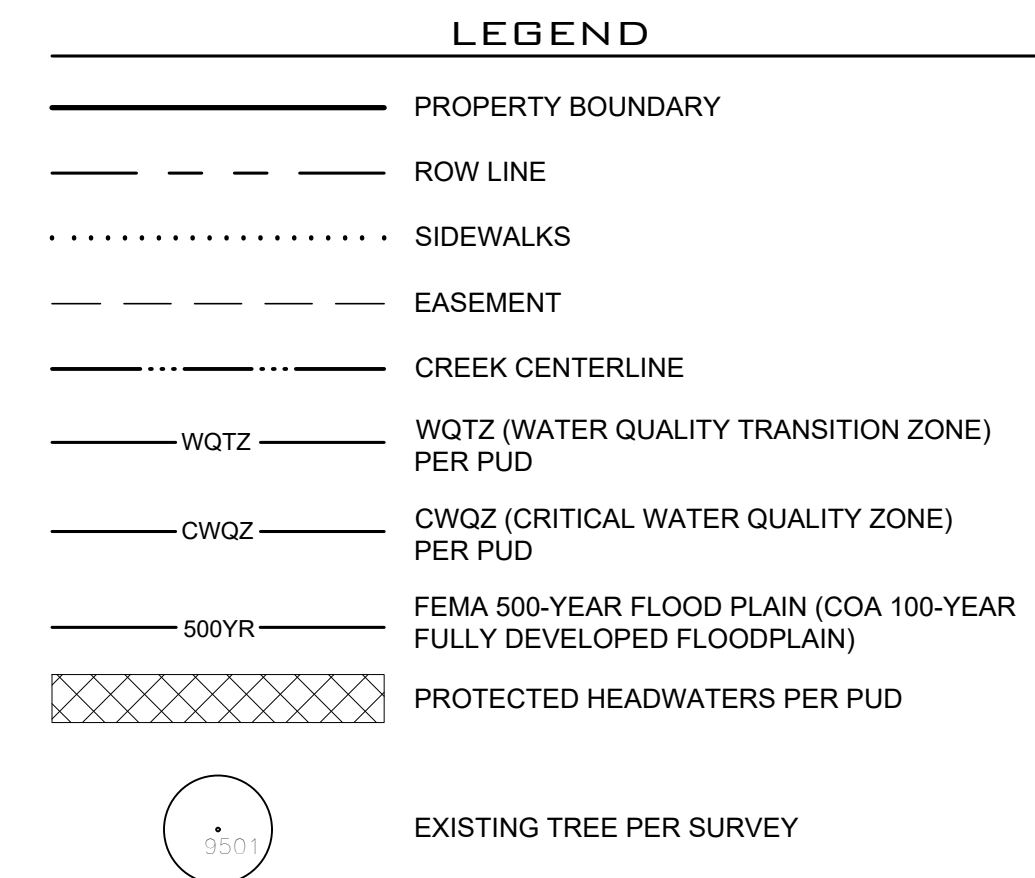 LEGEND
PROPERTY BOUNDARY
ROW LINE
SIDEWALKS
EASEMENT
CREEK CENTERLINE
WQTZ
WQTZ (WATER QUALITY TRANSITION ZONE)
PER PUD
CWQZ
CWQZ (CRITICAL WATER QUALITY ZONE)
PER PUD
500YR
FEMA 500-YEAR FLOOD PLAIN (COA 100-YEAR
FULLY DEVELOPED FLOODPLAIN)
PROTECTED HEADWATERS PER PUD
9501
EXISTING TREE PER SURVEY